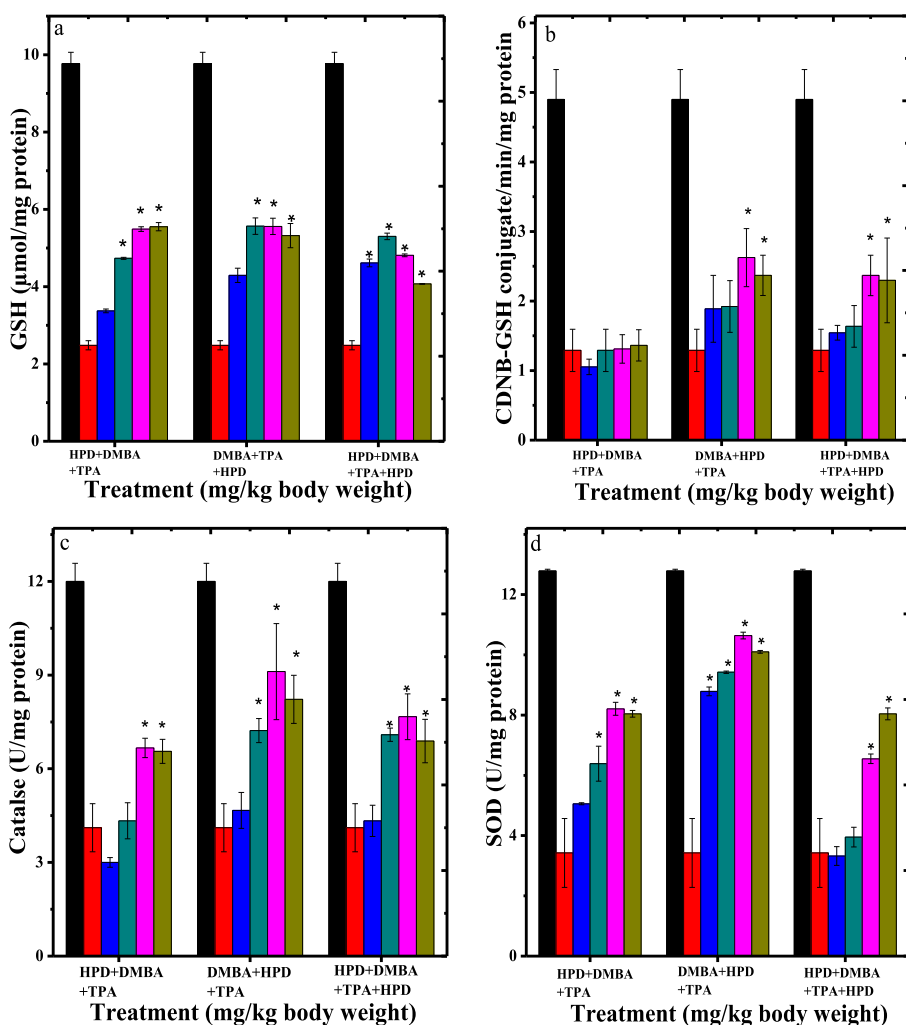 a
GSH (µmol/mg protein)
10
8
6
4
2
0
*
*
*
*
*
*
*
*
*
*
HPD+DMBA
+TPA
DMBA+TPA
+HPD
HPD+DMBA
+TPA+HPD
Treatment (mg/kg body weight)
b
CDNB-GSH conjugate/min/mg protein
6
5
4
3
2
1
0
*
*
*
*
HPD+DMBA
+TPA
DMBA+HPD
+TPA
HPD+DMBA
+TPA+HPD
Treatment (mg/kg body weight)
c
Catalse (U/mg protein)
12
9
6
3
0
*
*
*
*
*
*
*
*
HPD+DMBA
+TPA
DMBA+HPD
+TPA
HPD+DMBA
+TPA+HPD
Treatment (mg/kg body weight)
d
SOD (U/mg protein)
12
8
4
0
*
*
*
*
*
*
*
*
*
HPD+DMBA
+TPA
DMBA+HPD
+TPA
HPD+DMBA
+TPA+HPD
Treatment (mg/kg body weight)